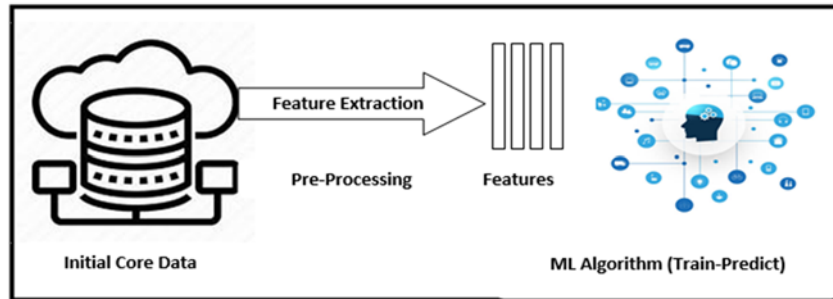 Feature Extraction
Pre-Processing
Features
Initial Core Data
ML Algorithm (Train-Predict)